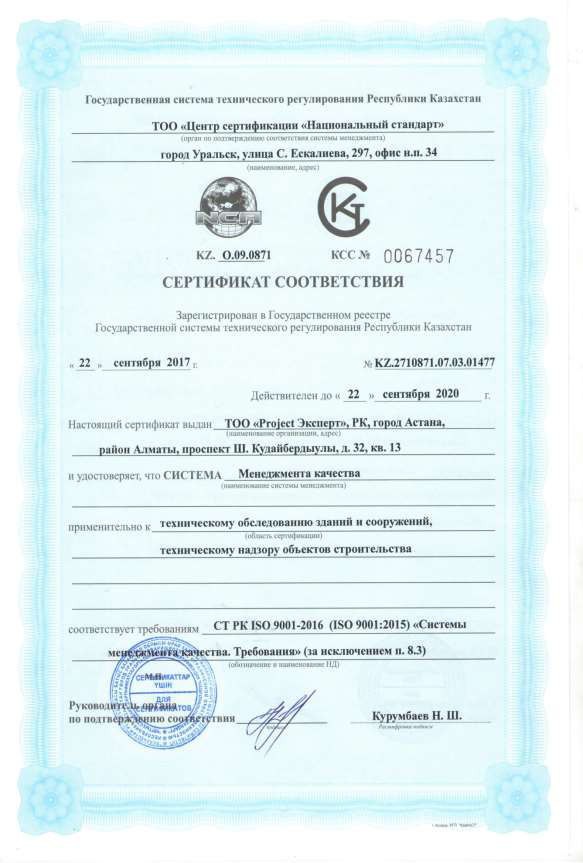 Государственная система технического регулирования Республики Казахстан
ТОО «Центр сертификации «Национальный стандарт»
(орган по подтверждению соответствия системы менеджмента)
город Уральск, улица С. Ескалиева, 297, офис н.п. 34
(наименование, адрес)
NСП
KZ. О.09.0871 КСС № 0067457
СЕРТИФИКАТ СООТВЕТСТВИЯ
Зарегистрирован в Государственном реестре
Государственной системы технического регулирования Республики Казахстан
« 22 » сентября 2017 г. № KZ.2710871.07.03.01477
Действителен до « 22 » сентября 2020 г.
Настоящий сертификат выдан ТОО «Project Эксперт», РК, город Астана,
(наименование организации, адрес)
район Алматы, проспект Ш. Кудайбердыулы, д. 32, кв. 13
и удостоверяет, что СИСТЕМА Менеджмента качества
(наименование системы менеджмента)
применительно к техническому обследованию зданий и сооружений,
(область сертификации)
техническому надзору объектов строительства
соответствует требованиям СТ РК ISO 9001-2016 (ISO 9001:2015) «Системы
менеджмента качества. Требования» (за исключением п. 8.3)
(обозначение и наименование НД)
М.П.
СЕРТИФИКАТТАР
ҮШІН
ДЛЯ
СЕРТИФИКАТОВ
Руководитель органа
по подтверждению соответствия Курумбаев Н. Ш.
подпись Расшифровка подписи